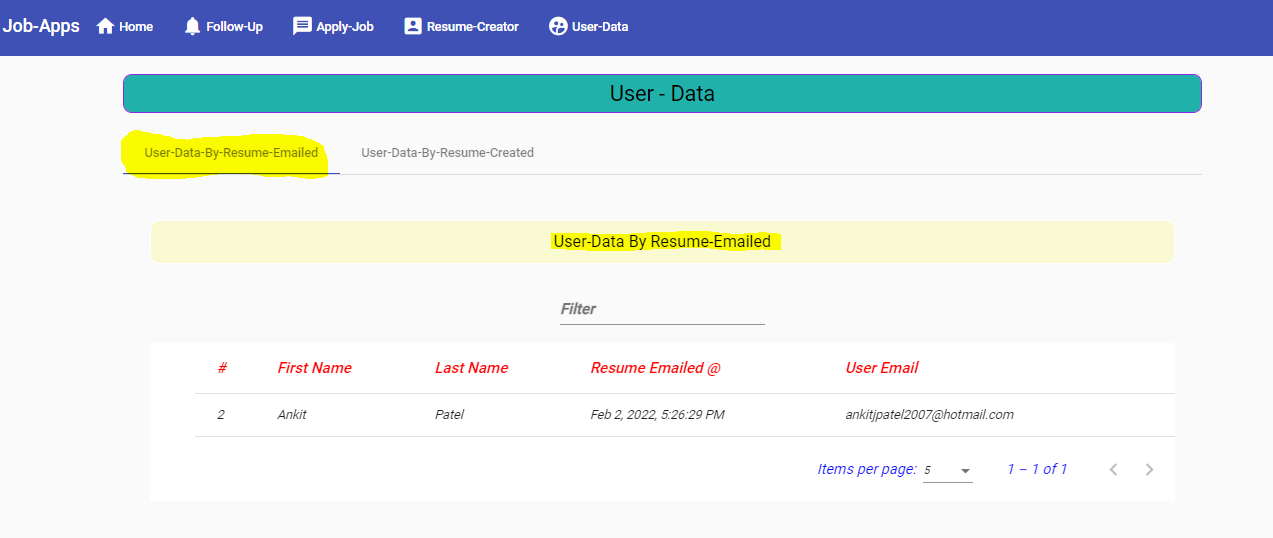 Job-Apps Home Follow-Up Apply-Job Resume-Creator User-Data
User - Data
User-Data-By-Resume-Emailed User-Data-By-Resume-Created
User-Data By Resume-Emailed
Filter
# First Name Last Name Resume Emailed @ User Email
2 Ankit Patel Feb 2, 2022, 5:26:29 PM ankitjpatel2007@hotmail.com
Items per page: 5 1 – 1 of 1